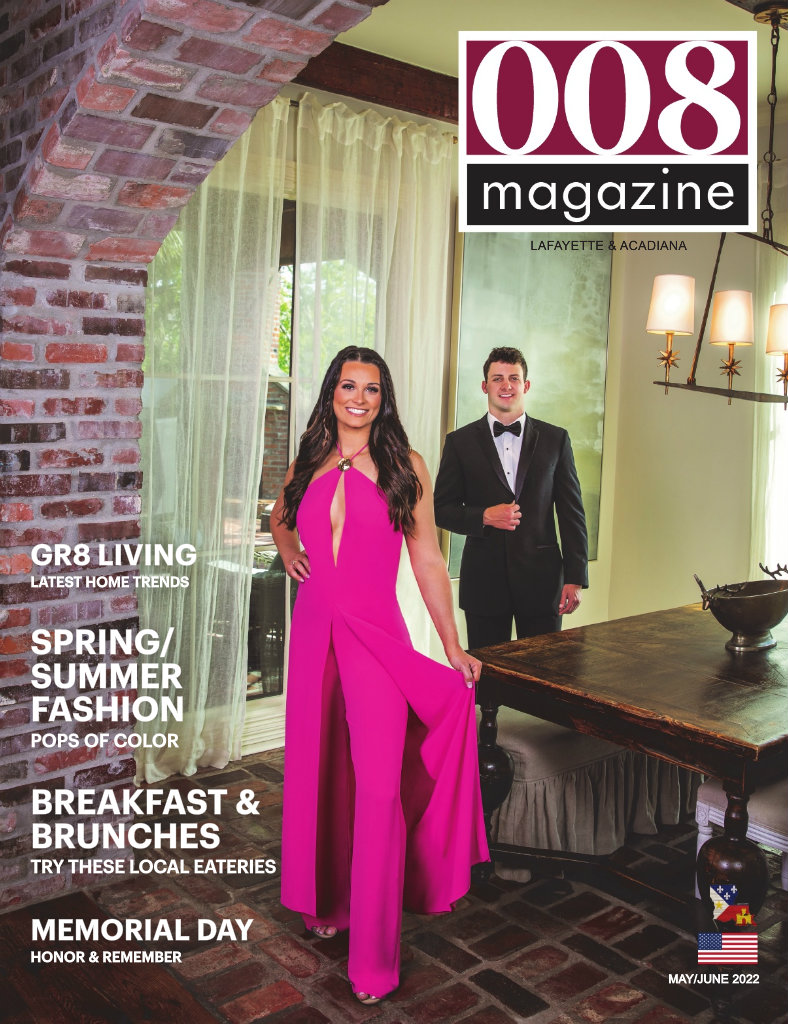 008
magazine
LAFAYETTE & ACADIANA
GR8 LIVING
LATEST HOME TRENDS
SPRING/
SUMMER
FASHION
POPS OF COLOR
BREAKFAST &
BRUNCHES
TRY THESE LOCAL EATERIES
MEMORIAL DAY
HONOR & REMEMBER
MAY/JUNE 2022